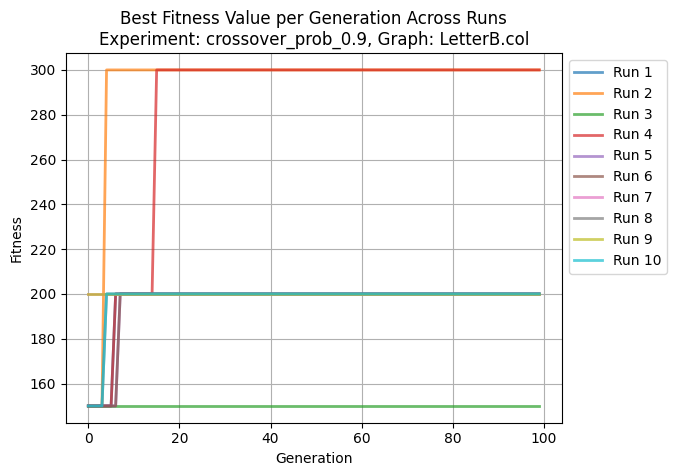 Best Fitness Value per Generation Across Runs
Experiment: crossover_prob_0.9, Graph: LetterB.col
Fitness
300
280
260
240
220
200
180
160
0
20
40
60
80
100
Generation
Run 1
Run 2
Run 3
Run 4
Run 5
Run 6
Run 7
Run 8
Run 9
Run 10